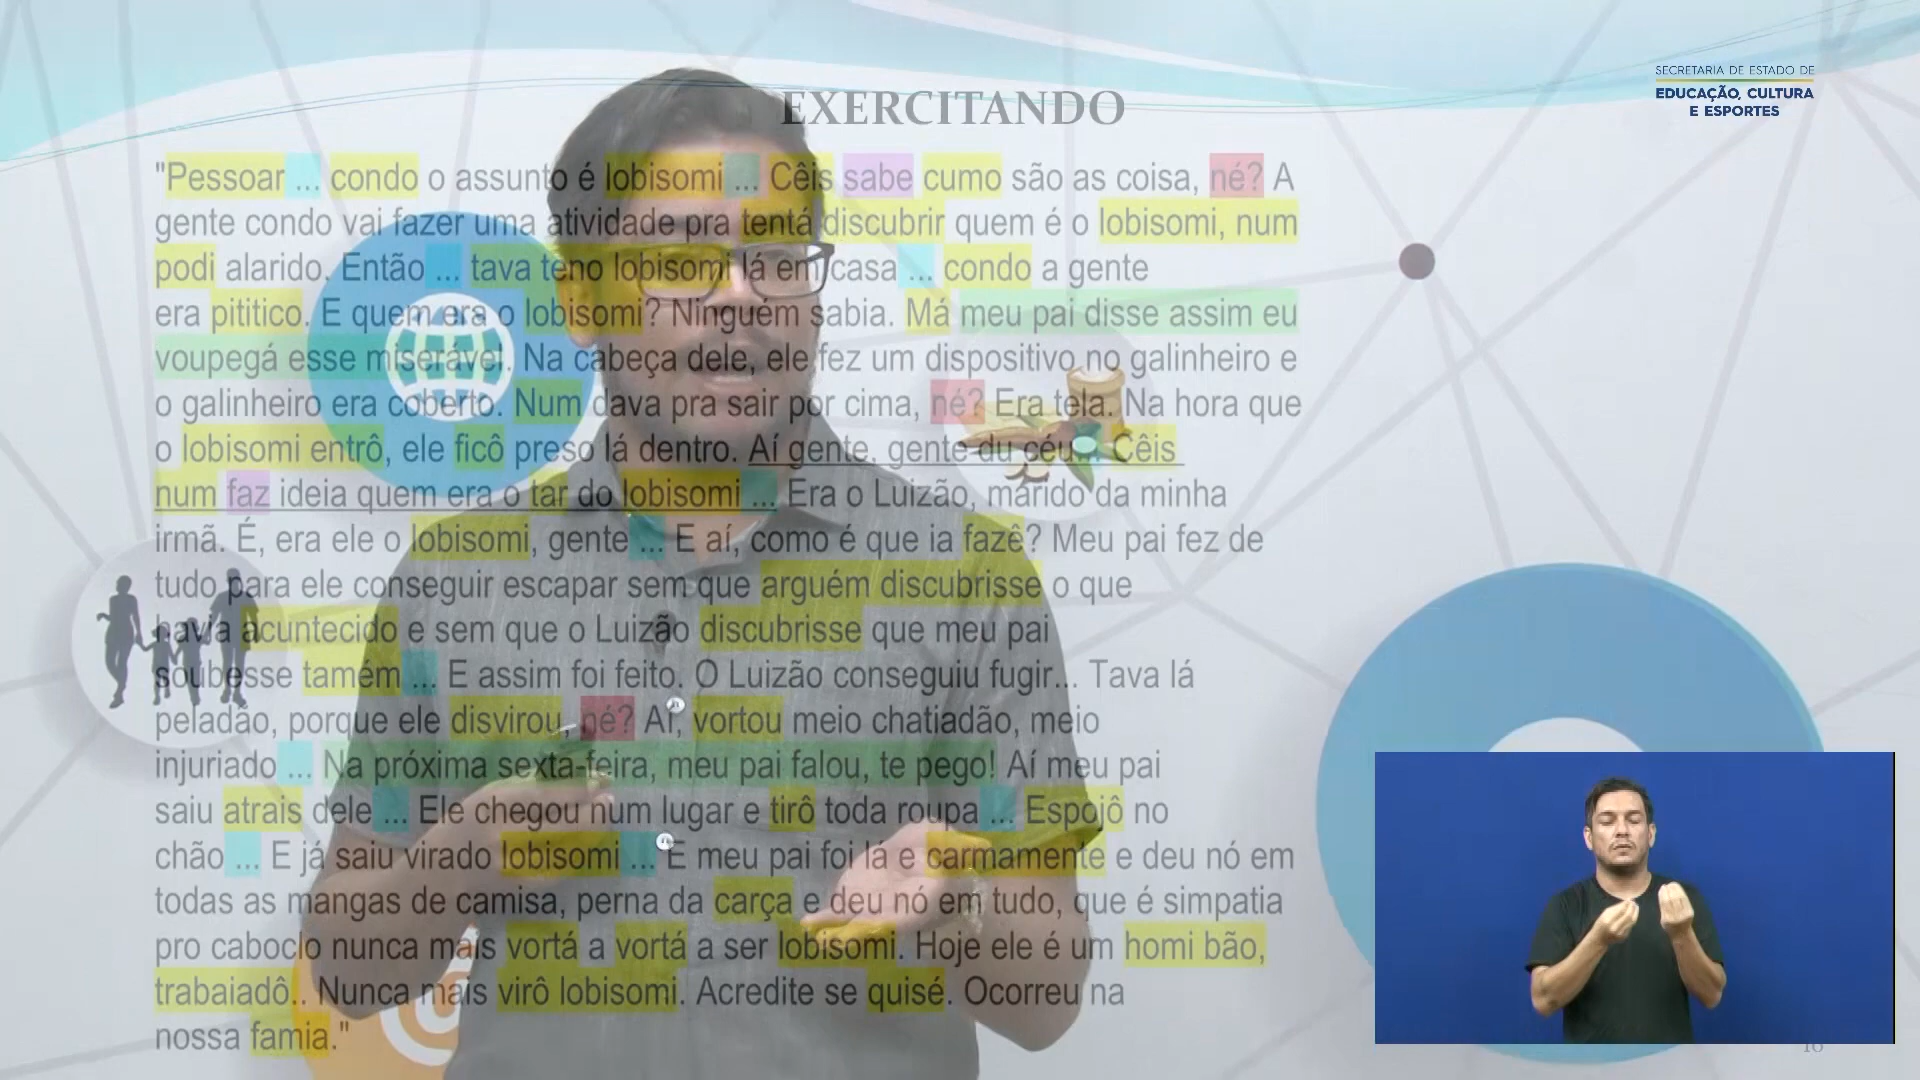 SECRETARIA DE ESTADO DE
EDUCAÇÃO, CULTURA
E ESPORTES
EXERCITANDO
"Pessoar ... condo o assunto é lobisomi ... Cêis sabe cumo são as coisa, né? A
gente condo vai fazer uma atividade pra tentá discubrir quem é o lobisomi, num
podi alarido. Então ... tava teno lobisomi lá em casa ... condo a gente
era pititico. E quem era o lobisomi? Ninguém sabia. Má meu pai disse assim eu
voupegá esse miserável. Na cabeça dele, ele fez um dispositivo no galinheiro e
o galinheiro era coberto. Num dava pra sair por cima, né? Era tela. Na hora que
o lobisomi entrô, ele ficô preso lá dentro. Aí gente, gente du céu... Cêis
num faz ideia quem era o tar do lobisomi ... Era o Luizão, marido da minha
irmã. É, era ele o lobisomi, gente ... E aí, como é que ia fazê? Meu pai fez de
tudo para ele conseguir escapar sem que arguém discubrisse o que
havia acuntecido e sem que o Luizão discubrisse que meu pai
soubesse tamém ... E assim foi feito. O Luizão conseguiu fugir... Tava lá
peladão, porque ele disvirou, né? Aí, vortou meio chatiadão, meio
injuriado ... Na próxima sexta-feira, meu pai falou, te pego! Aí meu pai
saiu atrais dele ... Ele chegou num lugar e tirô toda roupa ... Espojô no
chão ... E já saiu virado lobisomi ... E meu pai foi lá e carmamente e deu nó em
todas as mangas de camisa, perna da carça e deu nó em tudo, que é simpatia
pro caboclo nunca mais vortá a vortá a ser lobisomi. Hoje ele é um homi bão,
trabaiadô.. Nunca mais virô lobisomi. Acredite se quisé. Ocorreu na
nossa famia."